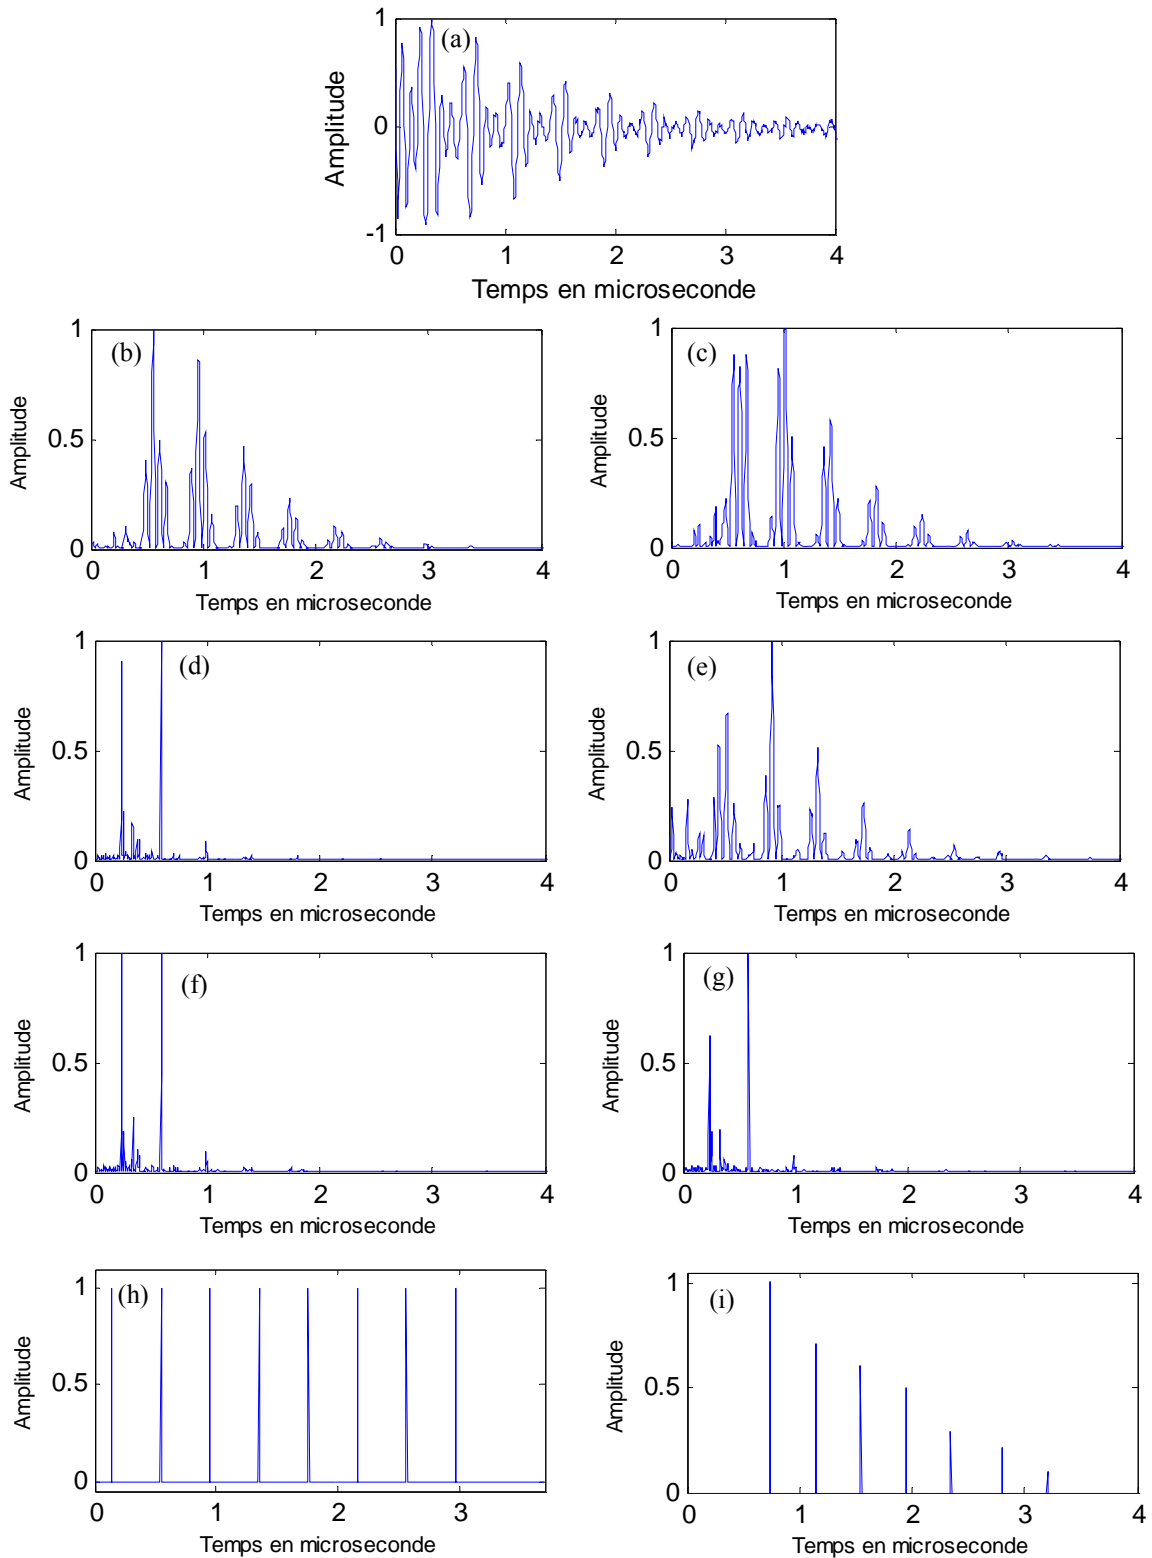 1
(a)
Amplitude
0
-1
0 1 2 3 4
Temps en microseconde
1
(b)
Amplitude
0.5
0
0 1 2 3 4
Temps en microseconde
1
(c)
Amplitude
0.5
0
0 1 2 3 4
Temps en microseconde
1
(d)
Amplitude
0.5
0
0 1 2 3 4
Temps en microseconde
1
(e)
Amplitude
0.5
0
0 1 2 3 4
Temps en microseconde
1
(f)
Amplitude
0.5
0
0 1 2 3 4
Temps en microseconde
1
(g)
Amplitude
0.5
0
0 1 2 3 4
Temps en microseconde
1
(h)
Amplitude
0.5
0
0 1 2 3
Temps en microseconde
1
(i)
Amplitude
0.5
0
0 1 2 3 4
Temps en microseconde